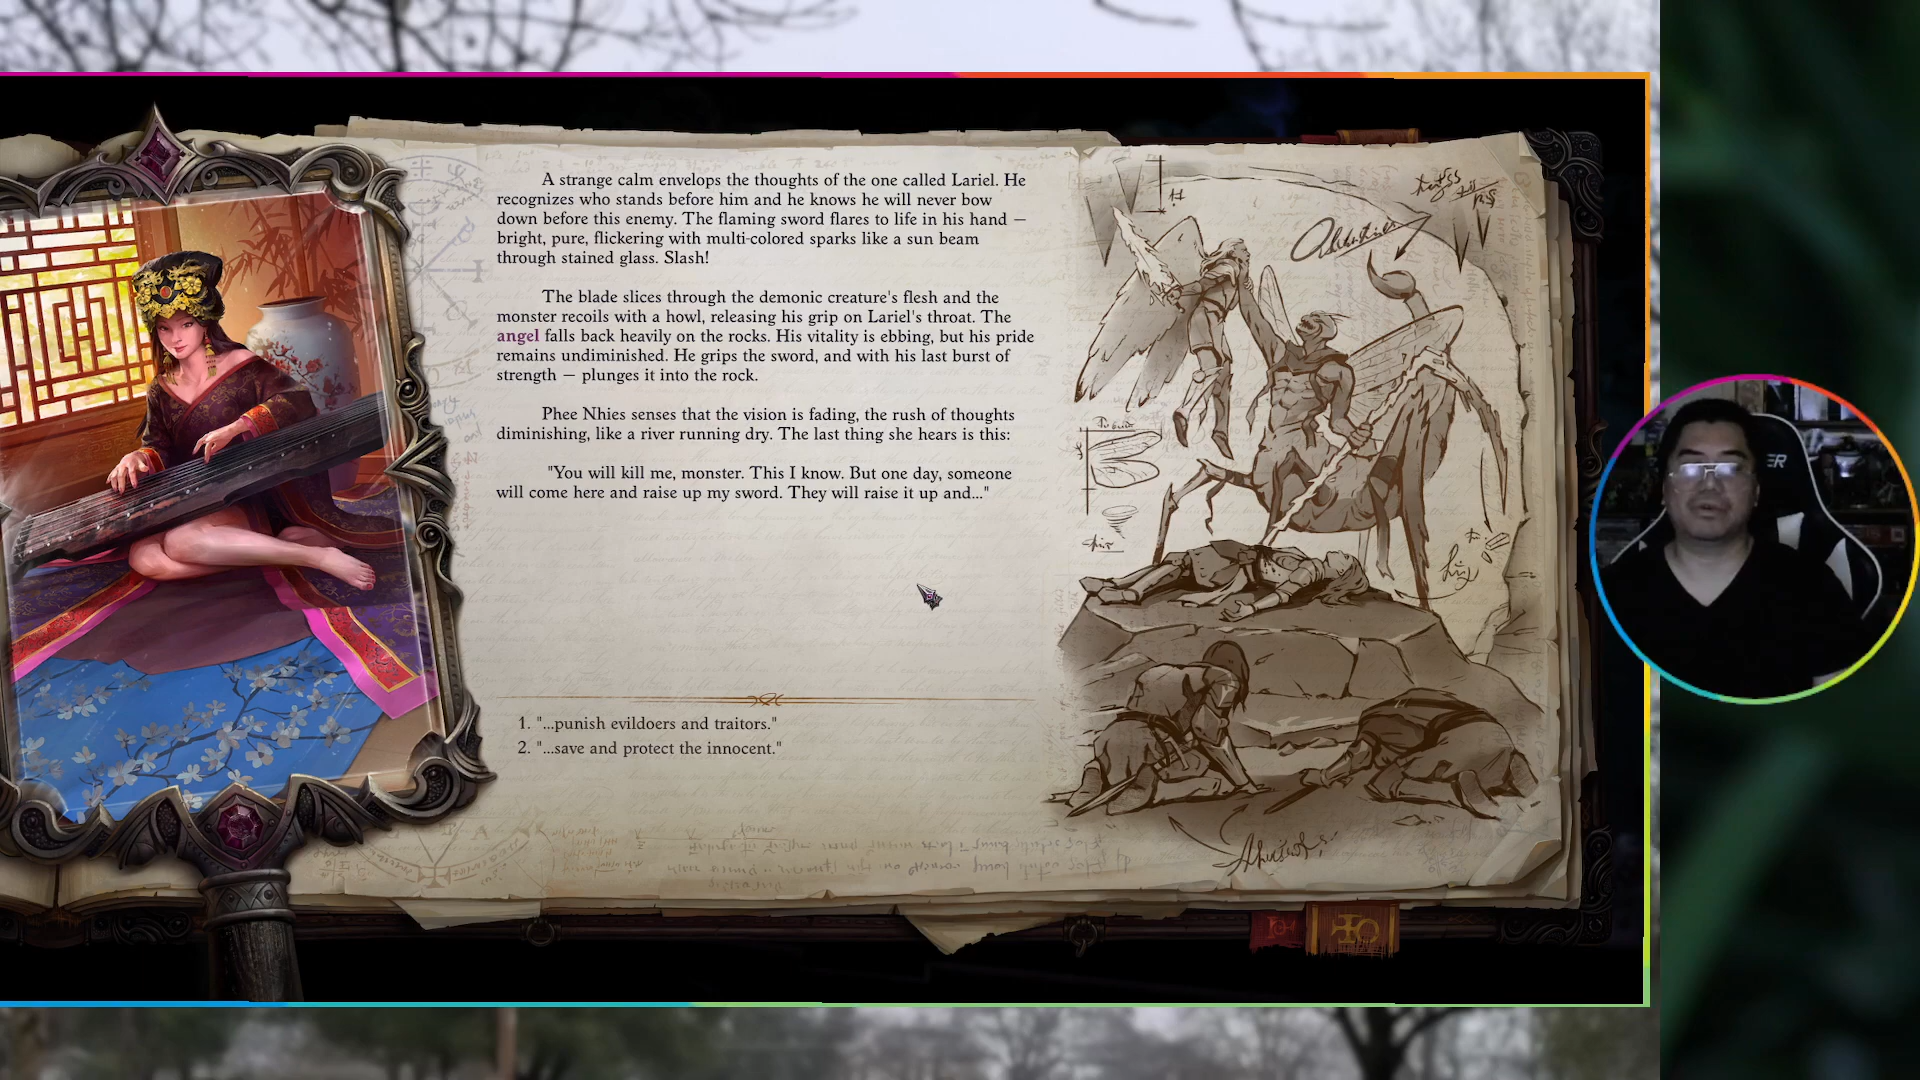 A strange calm envelops the thoughts of the one called Lariel. He
recognizes who stands before him and he knows he will never bow
down before this enemy. The flaming sword flares to life in his hand —
bright, pure, flickering with multi-colored sparks like a sun beam
through stained glass. Slash!
The blade slices through the demonic creature's flesh and the
monster recoils with a howl, releasing his grip on Lariel's throat. The
angel falls back heavily on the rocks. His vitality is ebbing, but his pride
remains undiminished. He grips the sword, and with his last burst of
strength — plunges it into the rock.
Phee Nhies senses that the vision is fading, the rush of thoughts
diminishing, like a river running dry. The last thing she hears is this:
"You will kill me, monster. This I know. But one day, someone
will come here and raise up my sword. They will raise it up and..."
1. "...punish evildoers and traitors."
2. "...save and protect the innocent."